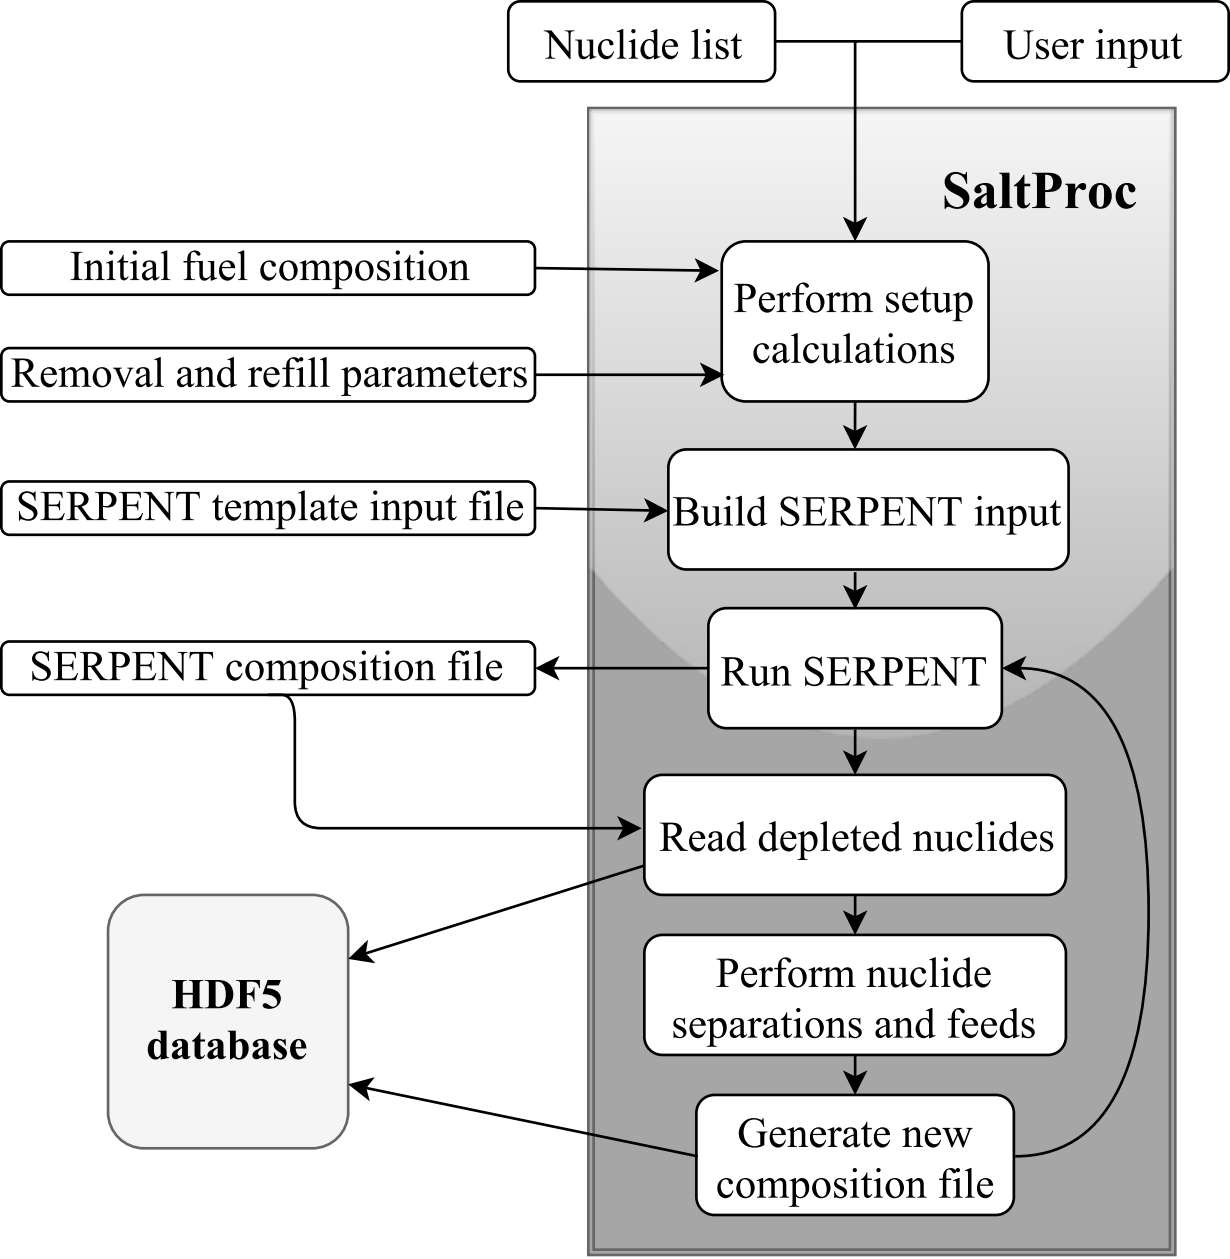 Nuclide list
User input
SaltProc
Initial fuel composition
Perform setup
calculations
Removal and refill parameters
SERPENT template input file
Build SERPENT input
SERPENT composition file
Run SERPENT
Read depleted nuclides
HDF5
database
Perform nuclide
separations and feeds
Generate new
composition file